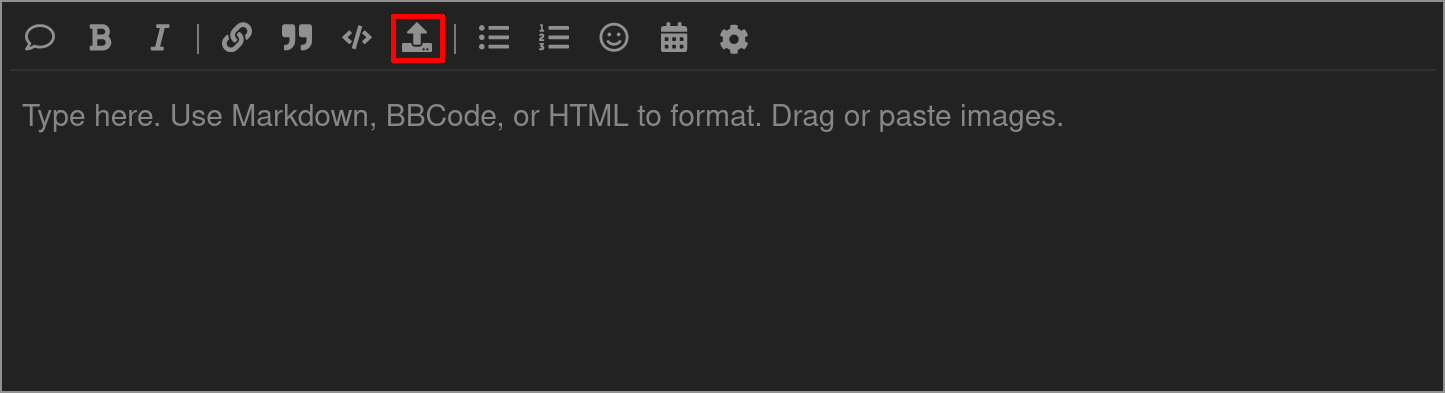 Type here. Use Markdown, BBCode, or HTML to format. Drag or paste images.